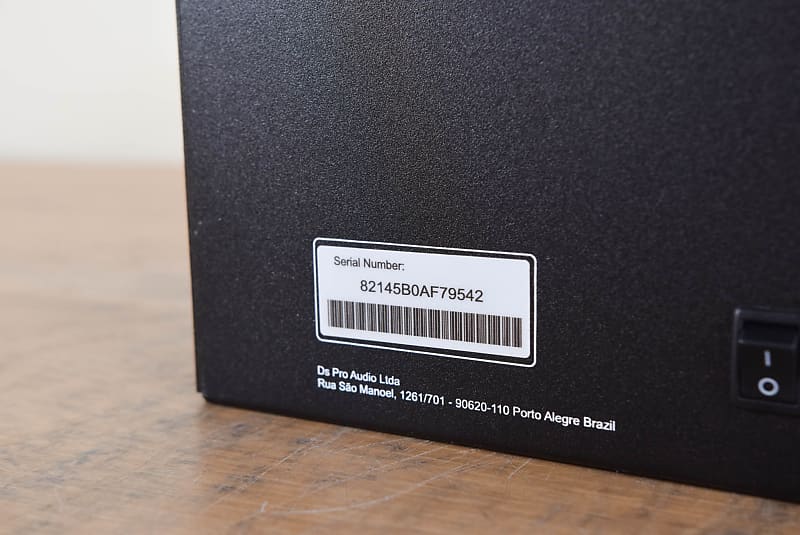 Serial Number:
82145B0AF79542
Ds Pro Audio Ltda
Rua São Manoel, 1261/701 - 90620-110 Porto Alegre Brazil
I
O